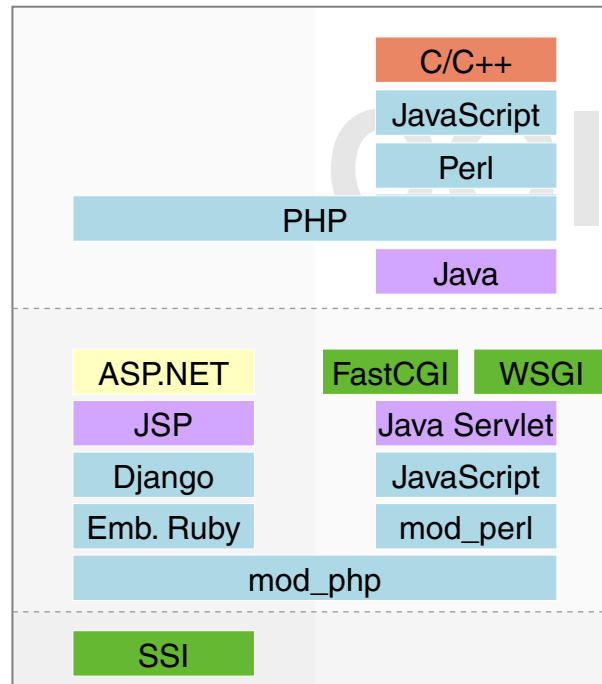 C/C++
JavaScript
Perl
PHP
Java
ASP.NET
FastCGI
WSGI
JSP
Java Servlet
Django
JavaScript
Emb. Ruby
mod_perl
mod_php
SSI